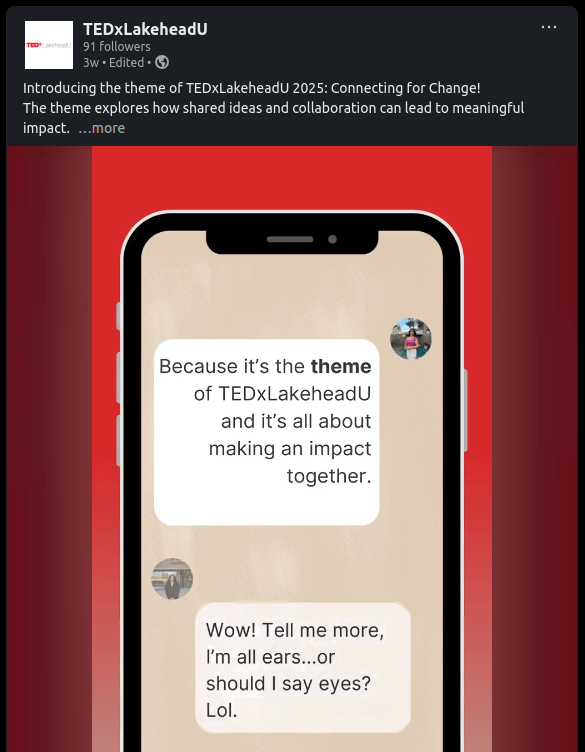 TEDxLakeheadU
TEDxLakeheadU
91 followers
3w • Edited •
Introducing the theme of TEDxLakeheadU 2025: Connecting for Change!
The theme explores how shared ideas and collaboration can lead to meaningful
impact. …more
Because it’s the theme
of TEDxLakeheadU
and it’s all about
making an impact
together.
Wow! Tell me more,
I’m all ears...or
should I say eyes?
Lol.